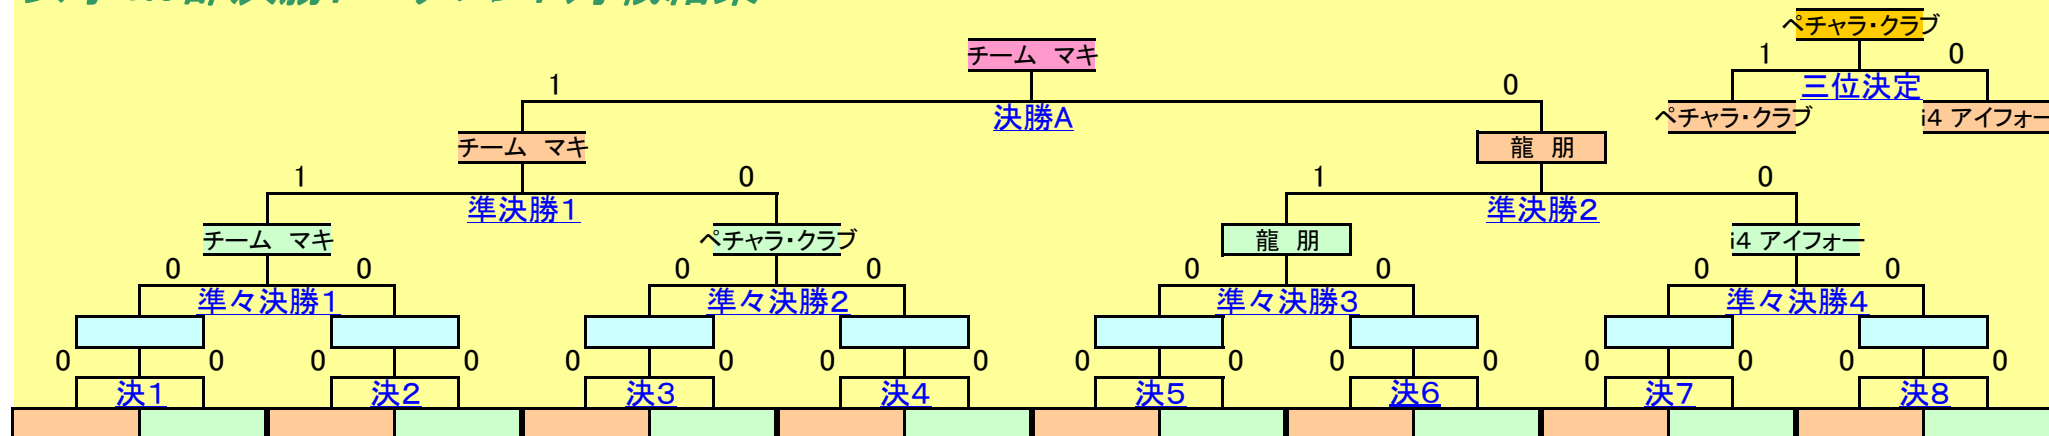 ペチャラ・クラブ
チーム マキ
1 0
1 0
三位決定
決勝A
ペチャラ・クラブ i4 アイフォー
チーム マキ 龍 朋
1 0 1 0
準決勝1 準決勝2
チーム マキ ペチャラ・クラブ 龍 朋 i4 アイフォー
0 0 0 0 0 0 0 0
準々決勝1 準々決勝2 準々決勝3 準々決勝4
0 0 0 0 0 0 0 0 0 0 0 0 0 0 0 0
決1 決2 決3 決4 決5 決6 決7 決8